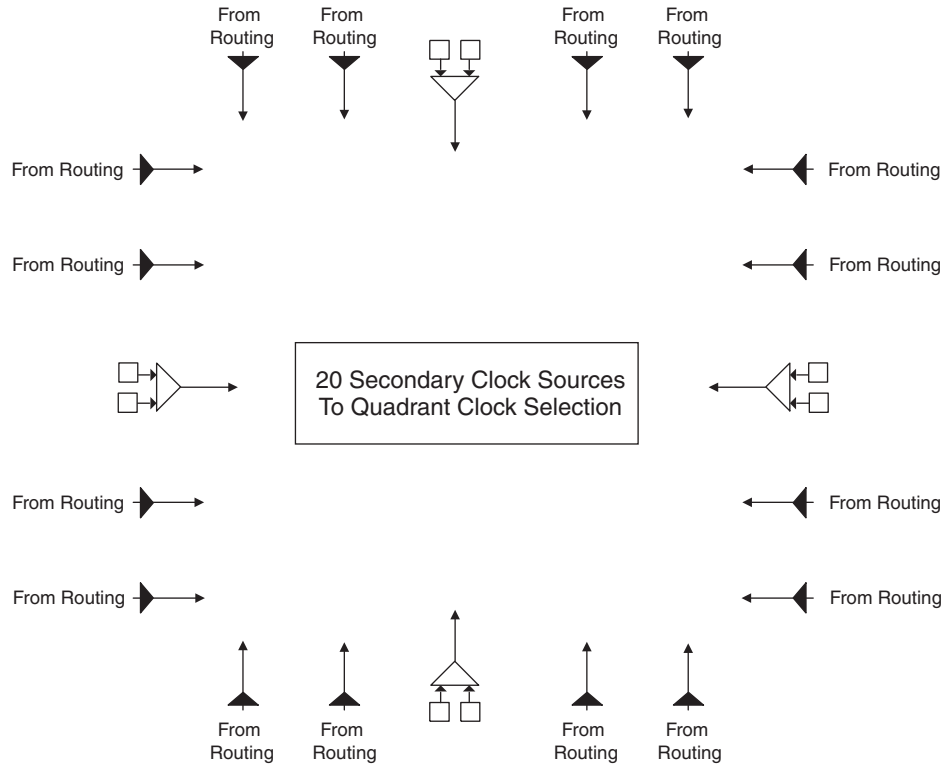 From
Routing
From
Routing
From
Routing
From
Routing
From Routing
From Routing
From Routing
From Routing
20 Secondary Clock Sources
To Quadrant Clock Selection
From Routing
From Routing
From Routing
From Routing
From
Routing
From
Routing
From
Routing
From
Routing